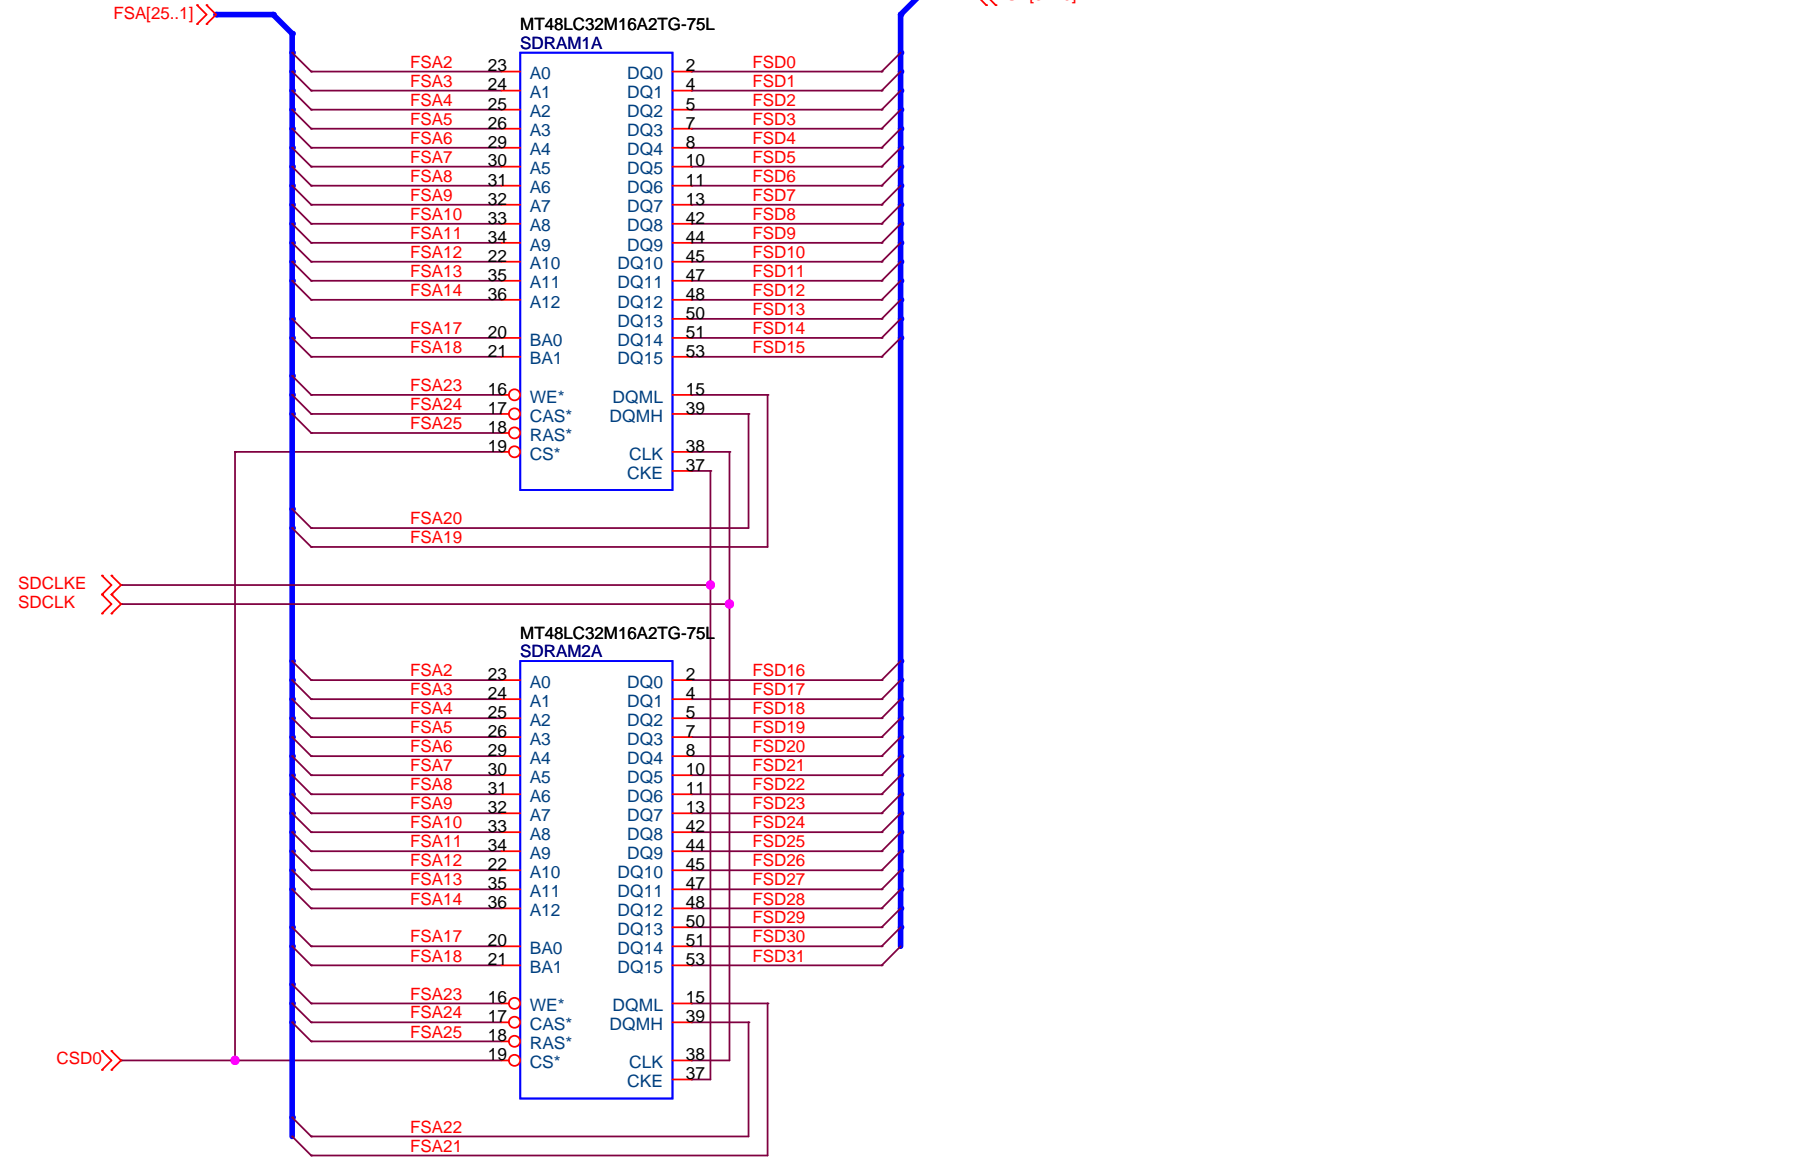 FSA[25..1]
MT48LC32M16A2TG-75L
SDRAM1A
FSA2 23 A0 DQ0 2 FSD0
FSA3 24 A1 DQ1 4 FSD1
FSA4 25 A2 DQ2 5 FSD2
FSA5 26 A3 DQ3 7 FSD3
FSA6 29 A4 DQ4 8 FSD4
FSA7 30 A5 DQ5 10 FSD5
FSA8 31 A6 DQ6 11 FSD6
FSA9 32 A7 DQ7 13 FSD7
FSA10 33 A8 DQ8 42 FSD8
FSA11 34 A9 DQ9 44 FSD9
FSA12 22 A10 DQ10 45 FSD10
FSA13 35 A11 DQ11 47 FSD11
FSA14 36 A12 DQ12 48 FSD12
DQ13 50 FSD13
FSA17 20 BA0 DQ14 51 FSD14
FSA18 21 BA1 DQ15 53 FSD15
FSA23 16 WE* DQML 15
FSA24 17 CAS* DQMH 39
FSA25 18 RAS*
19 CS* CLK 38
CKE 37
FSA20
FSA19
SDCLKE
SDCLK
MT48LC32M16A2TG-75L
SDRAM2A
FSA2 23 A0 DQ0 2 FSD16
FSA3 24 A1 DQ1 4 FSD17
FSA4 25 A2 DQ2 5 FSD18
FSA5 26 A3 DQ3 7 FSD19
FSA6 29 A4 DQ4 8 FSD20
FSA7 30 A5 DQ5 10 FSD21
FSA8 31 A6 DQ6 11 FSD22
FSA9 32 A7 DQ7 13 FSD23
FSA10 33 A8 DQ8 42 FSD24
FSA11 34 A9 DQ9 44 FSD25
FSA12 22 A10 DQ10 45 FSD26
FSA13 35 A11 DQ11 47 FSD27
FSA14 36 A12 DQ12 48 FSD28
DQ13 50 FSD29
FSA17 20 BA0 DQ14 51 FSD30
FSA18 21 BA1 DQ15 53 FSD31
FSA23 16 WE* DQML 15
FSA24 17 CAS* DQMH 39
FSA25 18 RAS*
CSD0 19 CS* CLK 38
CKE 37
FSA22
FSA21